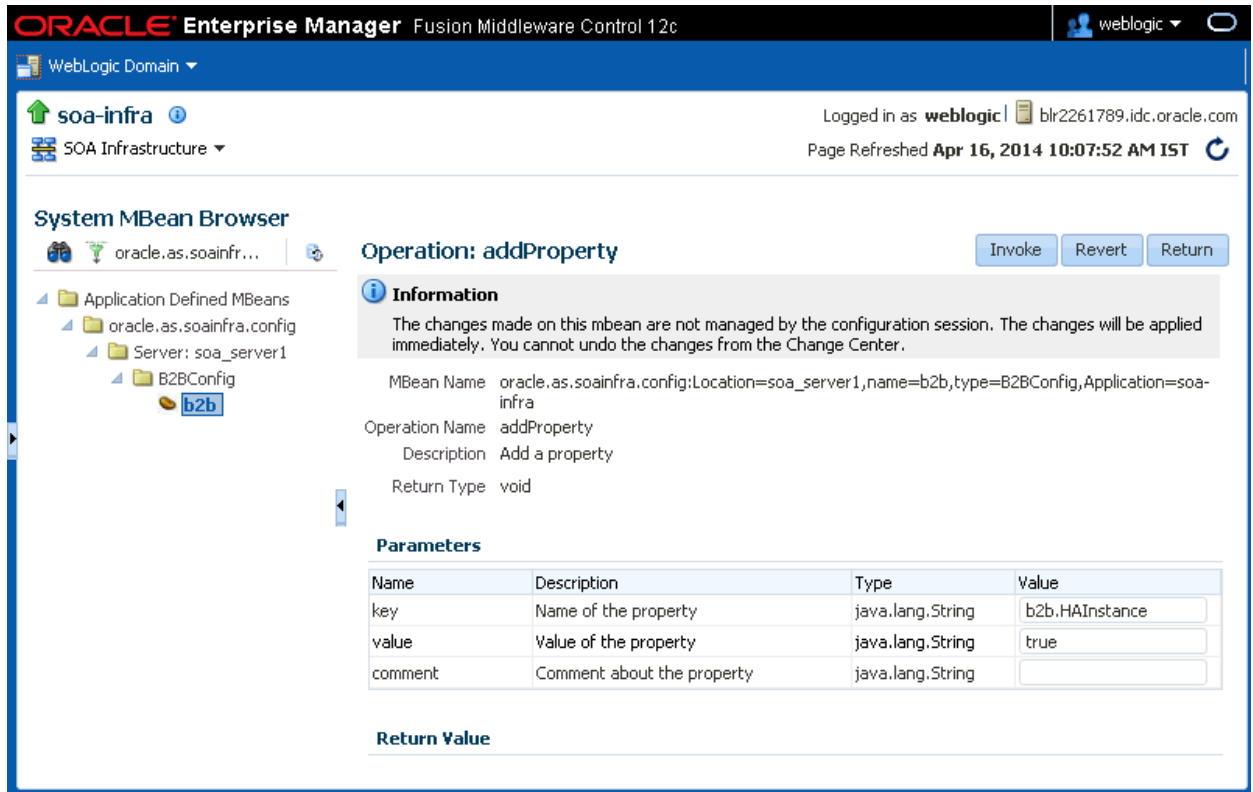 ORACLE Enterprise Manager Fusion Middleware Control 12c weblogic
WebLogic Domain
soa-infra
Logged in as weblogic blr2261789.idc.oracle.com
SOA Infrastructure
Page Refreshed Apr 16, 2014 10:07:52 AM IST
System MBean Browser
oracle.as.soainfr...
Application Defined MBeans
oracle.as.soainfra.config
Server: soa_server1
B2BConfig
b2b
Operation: addProperty
Invoke Revert Return
Information
The changes made on this mbean are not managed by the configuration session. The changes will be applied
immediately. You cannot undo the changes from the Change Center.
MBean Name oracle.as.soainfra.config:Location=soa_server1,name=b2b,type=B2BConfig,Application=soa-
infra
Operation Name addProperty
Description Add a property
Return Type void
Parameters
Name Description Type Value
key Name of the property java.lang.String b2b.HAInstance
value Value of the property java.lang.String true
comment Comment about the property java.lang.String
Return Value